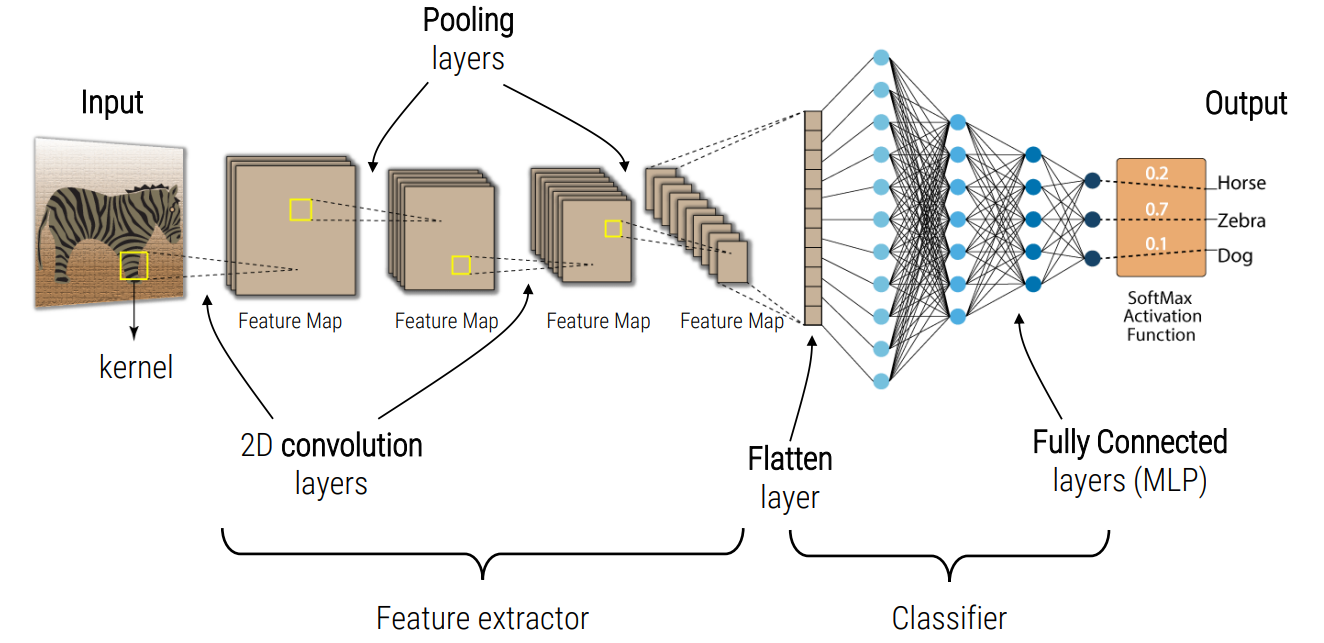 Pooling
layers
Input
Output
0.2
Horse
0.7
Zebra
0.1
Dog
SoftMax
Activation
Function
Feature Map
Feature Map
Feature Map
Feature Map
kernel
2D convolution
layers
Flatten
layer
Fully Connected
layers (MLP)
Feature extractor
Classifier